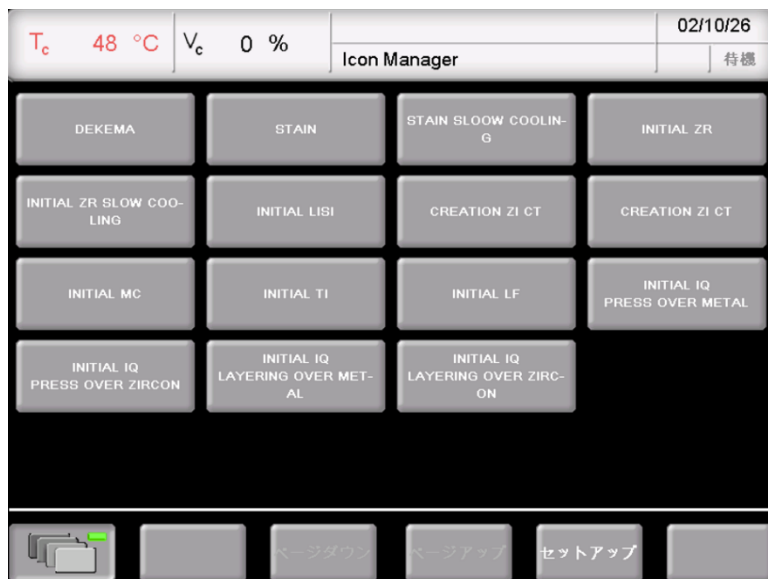 Tc 48 °C
Vc 0 %
02/10/26
Icon Manager
待機
DEKEMA
STAIN
STAIN SLOOW COOLIN-
G
INITIAL ZR
INITIAL ZR SLOW COO-
LING
INITIAL LISI
CREATION ZI CT
CREATION ZI CT
INITIAL MC
INITIAL TI
INITIAL LF
INITIAL IQ
PRESS OVER METAL
INITIAL IQ
PRESS OVER ZIRCON
INITIAL IQ
LAYERING OVER MET-
AL
INITIAL IQ
LAYERING OVER ZIRC-
ON
ページダウン
ページアップ
セットアップ